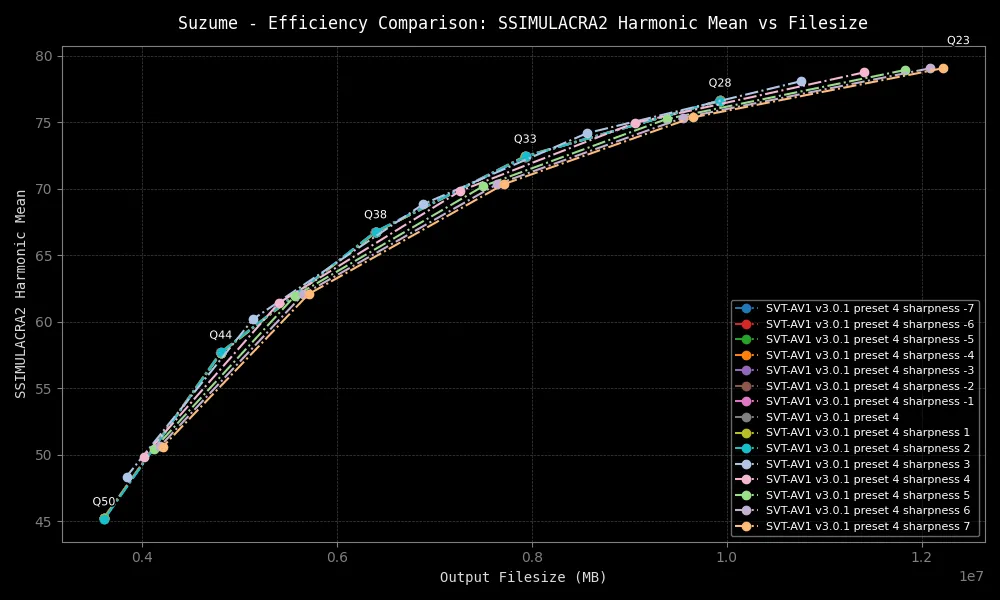 Suzume - Efficiency Comparison: SSIMULACRA2 Harmonic Mean vs Filesize
Q23
80
Q28
75
Q33
70
Q38
65
60
Q44
55
50
Q50
45
SSIMULACRA2 Harmonic Mean
SVT-AV1 v3.0.1 preset 4 sharpness -7
SVT-AV1 v3.0.1 preset 4 sharpness -6
SVT-AV1 v3.0.1 preset 4 sharpness -5
SVT-AV1 v3.0.1 preset 4 sharpness -4
SVT-AV1 v3.0.1 preset 4 sharpness -3
SVT-AV1 v3.0.1 preset 4 sharpness -2
SVT-AV1 v3.0.1 preset 4 sharpness -1
SVT-AV1 v3.0.1 preset 4
SVT-AV1 v3.0.1 preset 4 sharpness 1
SVT-AV1 v3.0.1 preset 4 sharpness 2
SVT-AV1 v3.0.1 preset 4 sharpness 3
SVT-AV1 v3.0.1 preset 4 sharpness 4
SVT-AV1 v3.0.1 preset 4 sharpness 5
SVT-AV1 v3.0.1 preset 4 sharpness 6
SVT-AV1 v3.0.1 preset 4 sharpness 7
0.4 0.6 0.8 1.0 1.2
1e7
Output Filesize (MB)